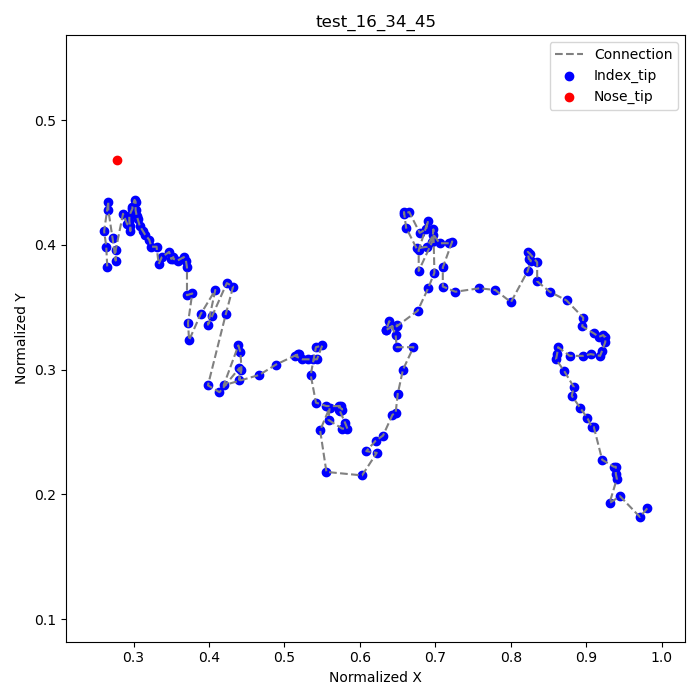 test_16_34_45
Connection
Index_tip
Nose_tip
Normalized Y
0.5
0.4
0.3
0.2
0.1
0.3 0.4 0.5 0.6 0.7 0.8 0.9 1.0
Normalized X